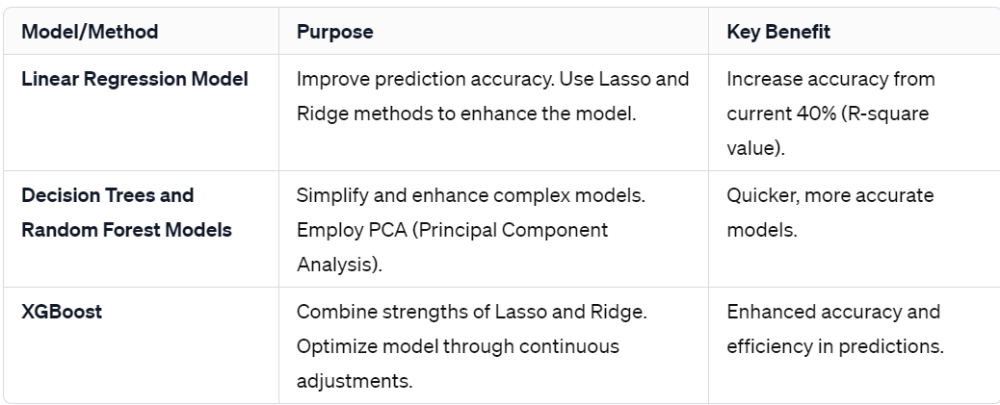 Model/Method
Purpose
Key Benefit
Linear Regression Model
Improve prediction accuracy. Use Lasso and
Ridge methods to enhance the model.
Increase accuracy from
current 40% (R-square
value).
Decision Trees and
Random Forest Models
Simplify and enhance complex models.
Employ PCA (Principal Component
Analysis).
Quicker, more accurate
models.
XGBoost
Combine strengths of Lasso and Ridge.
Optimize model through continuous
adjustments.
Enhanced accuracy and
efficiency in predictions.